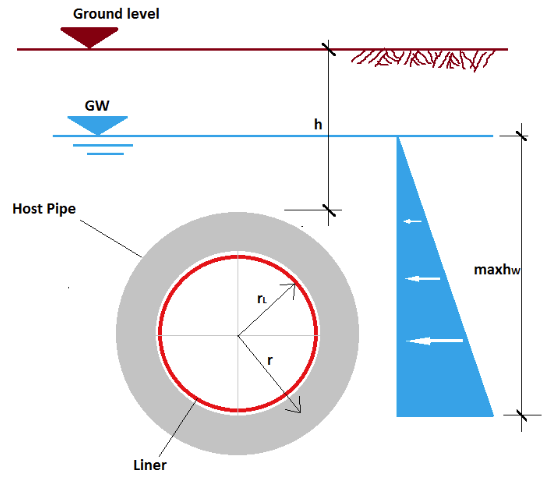 Ground level
GW
h
Host Pipe
maxhw
rL
r
Liner